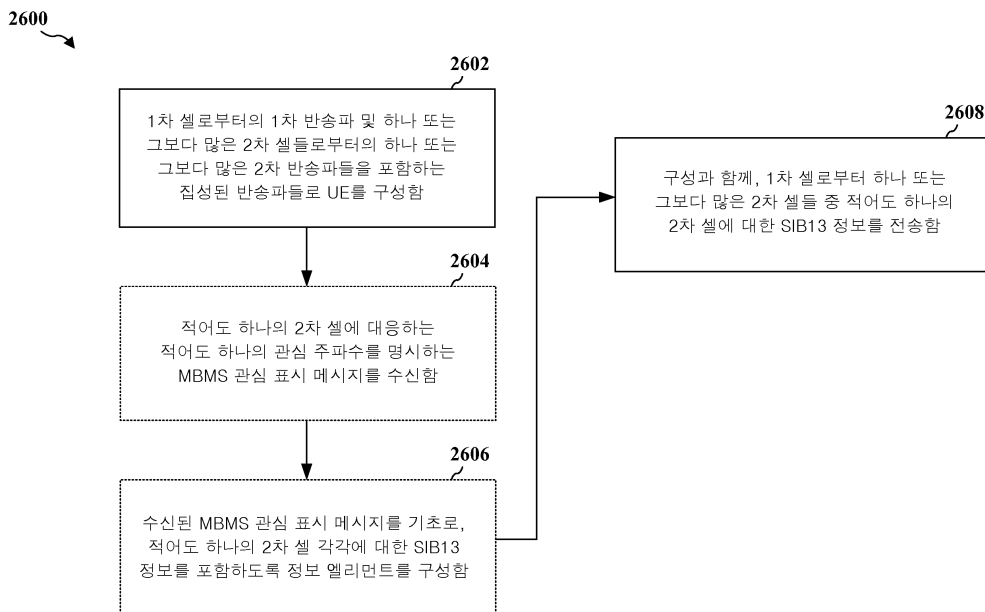 2600
2602
1차 셀로부터의 1차 반송파 및 하나 또는
그보다 많은 2차 셀들로부터의 하나 또는
그보다 많은 2차 반송파들을 포함하는
집성된 반송파들로 UE를 구성함
2604
적어도 하나의 2차 셀에 대응하는
적어도 하나의 관심 주파수를 명시하는
MBMS 관심 표시 메시지를 수신함
2606
수신된 MBMS 관심 표시 메시지를 기초로,
적어도 하나의 2차 셀 각각에 대한 SIB13
정보를 포함하도록 정보 엘리먼트를 구성함
2608
구성과 함께, 1차 셀로부터 하나 또는
그보다 많은 2차 셀들 중 적어도 하나의
2차 셀에 대한 SIB13 정보를 전송함